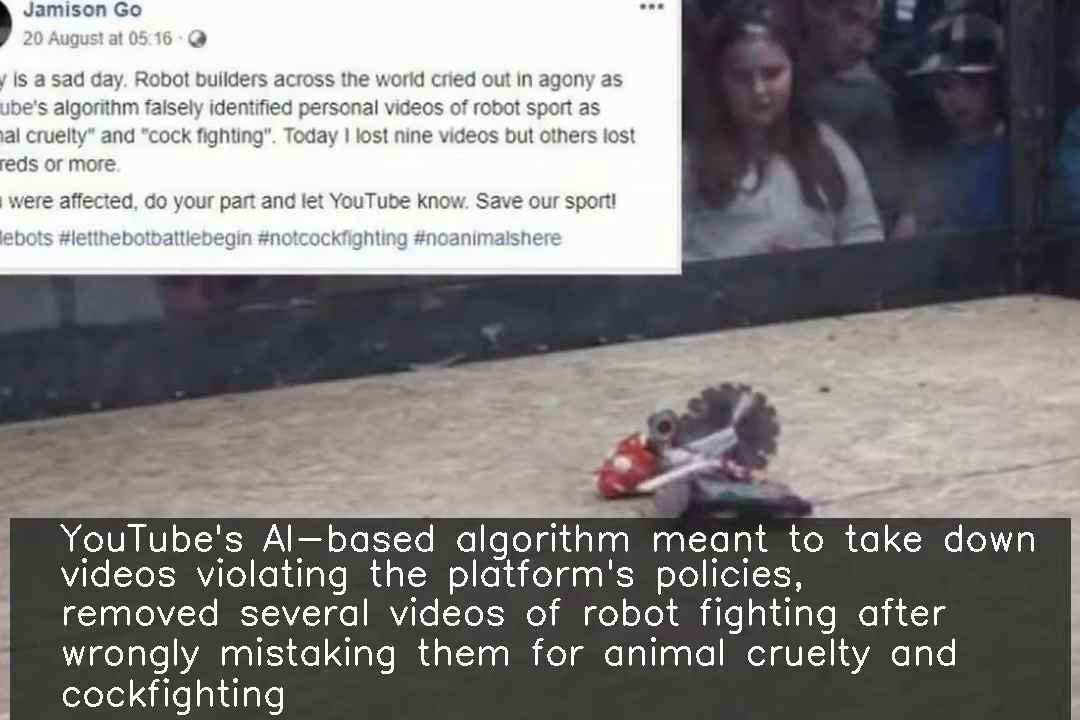 Jamison Go
20 August at 05:16 ·
is a sad day. Robot builders across the world cried out in agony as
algorithm falsely identified personal videos of robot sport as
cruelty" and "cock fighting". Today I lost nine videos but others lost
or more.
were affected, do your part and let YouTube know. Save our sport!
#letthebotbattlebegin #notcockfighting #noanimalshere
YouTube's AI-based algorithm meant to take down
videos violating the platform's policies,
removed several videos of robot fighting after
wrongly mistaking them for animal cruelty and
cockfighting